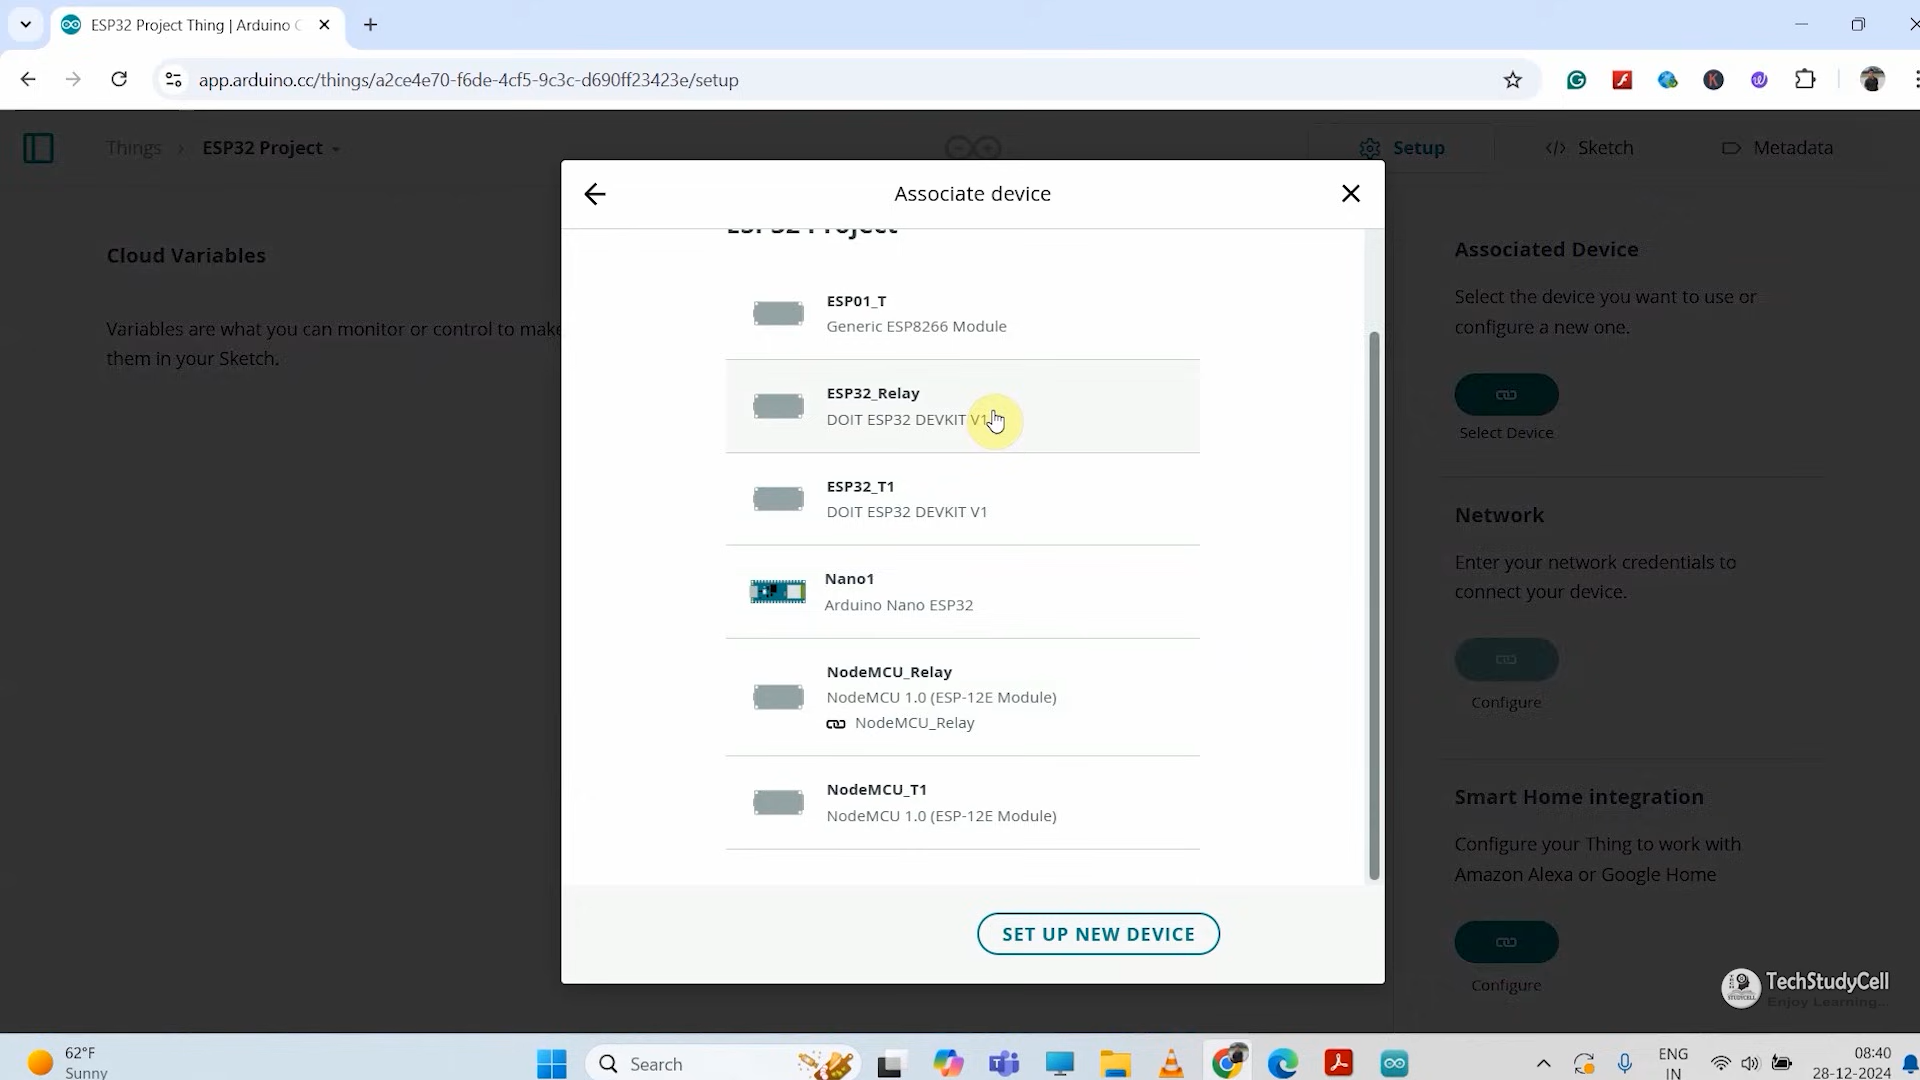 ESP32 Project Thing | Arduino C
app.arduino.cc/things/a2ce4e70-f6de-4cf5-9c3c-d690ff23423e/setup
Things > ESP32 Project
Setup
</> Sketch
Metadata
Cloud Variables
Variables are what you can monitor or control to make
them in your Sketch.
Associate device
ESP32 Project
ESP01_T
Generic ESP8266 Module
ESP32_Relay
DOIT ESP32 DEVKIT V1
ESP32_T1
DOIT ESP32 DEVKIT V1
Nano1
Arduino Nano ESP32
NodeMCU_Relay
NodeMCU 1.0 (ESP-12E Module)
NodeMCU_Relay
NodeMCU_T1
NodeMCU 1.0 (ESP-12E Module)
SET UP NEW DEVICE
Associated Device
Select the device you want to use or
configure a new one.
Select Device
Network
Enter your network credentials to
connect your device.
Configure
Smart Home integration
Configure your Thing to work with
Amazon Alexa or Google Home
Configure
TechStudyCell
Enjoy Learning...
62°F
Sunny
Search
ENG
IN
08:40
28-12-2024